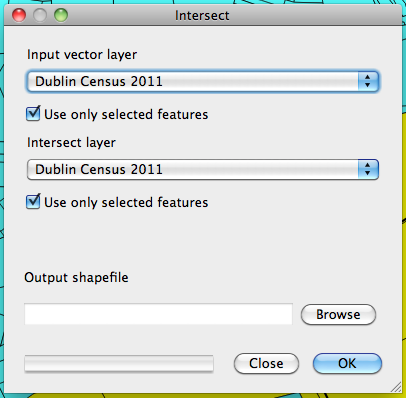 Intersect
Input vector layer
Dublin Census 2011
Use only selected features
Intersect layer
Dublin Census 2011
Use only selected features
Output shapefile
Browse
Close OK